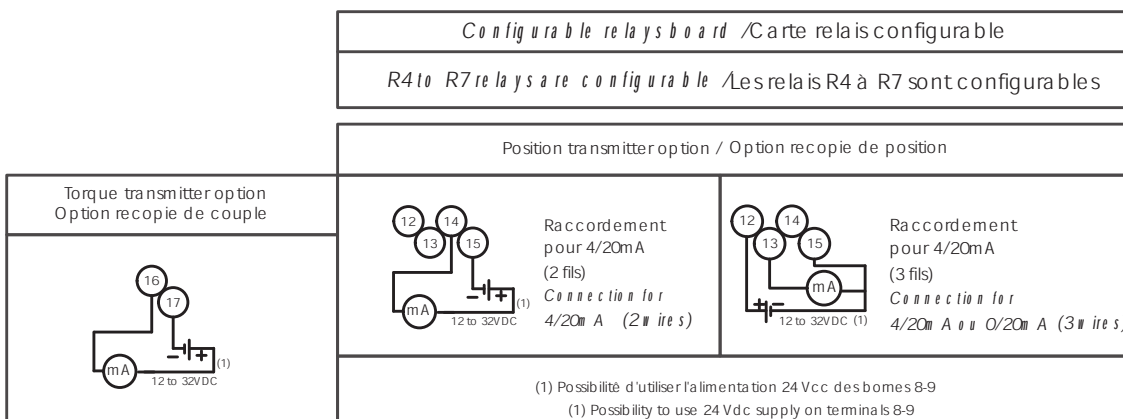 Configurable relays board /Carte relais configurable
R4 to R7 relays are configurable /Les relais R4 à R7 sont configurables
Position transmitter option / Option recopie de position
Torque transmitter option
Option recopie de couple
16
17
mA
(1)
12 to 32VDC
12
14
13
15
mA
(1)
12 to 32VDC
Raccordement
pour 4/20mA
(2 fils)
Connection for
4/20mA (2 wires)
12
14
13
15
mA
12 to 32VDC (1)
Raccordement
pour 4/20mA
(3 fils)
Connection for
4/20mA ou 0/20mA (3 wires)
(1) Possibilité d'utiliser l'alimentation 24 Vcc des bornes 8-9
(1) Possibility to use 24 Vdc supply on terminals 8-9